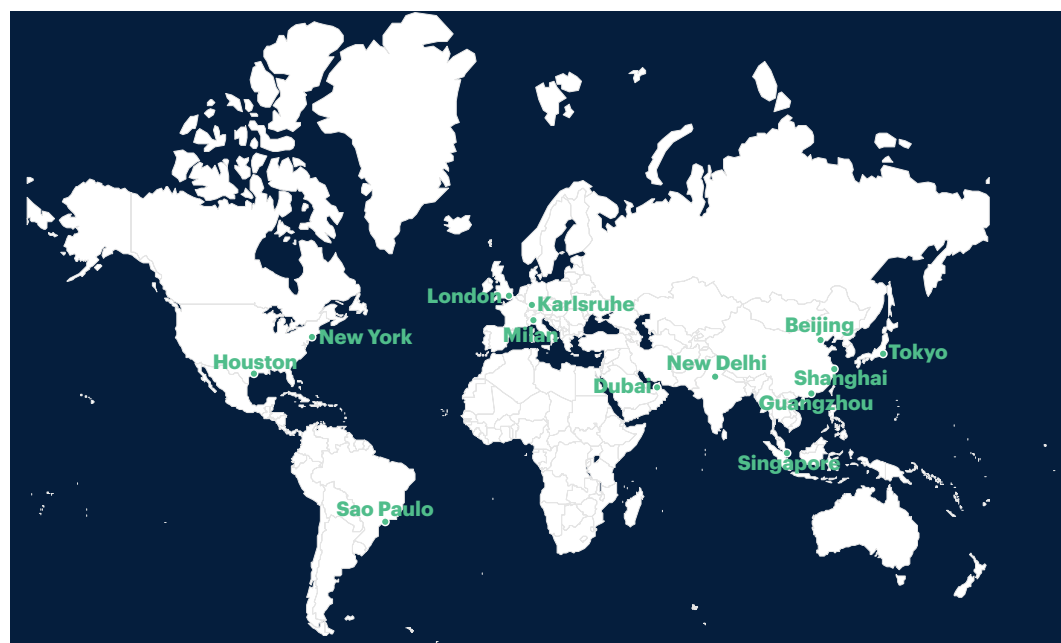 London
Karlsruhe
Milan
New York
Beijing
Tokyo
Houston
New Delhi
Shanghai
Dubai
Guangzhou
Singapore
Sao Paulo